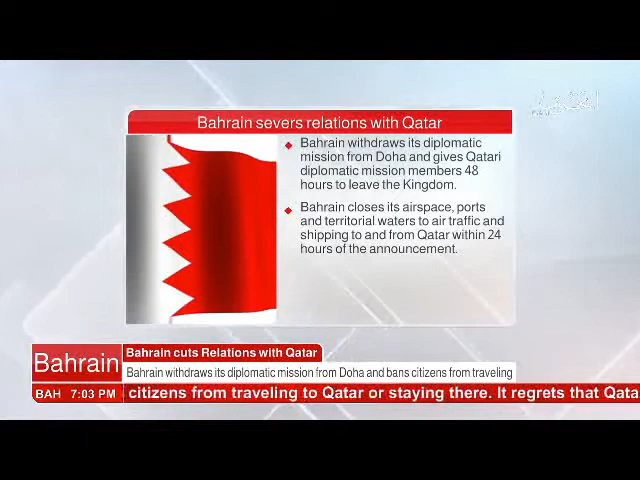 Bahrain severs relations with Qatar
Bahrain withdraws its diplomatic
mission from Doha and gives Qatari
diplomatic mission members 48
hours to leave the Kingdom.
Bahrain closes its airspace, ports
and territorial waters to air traffic and
shipping to and from Qatar within 24
hours of the announcement.
Bahrain
Bahrain cuts Relations with Qatar
Bahrain withdraws its diplomatic mission from Doha and bans citizens from traveling
BAH 7:03 PM
citizens from traveling to Qatar or staying there. It regrets that Qata